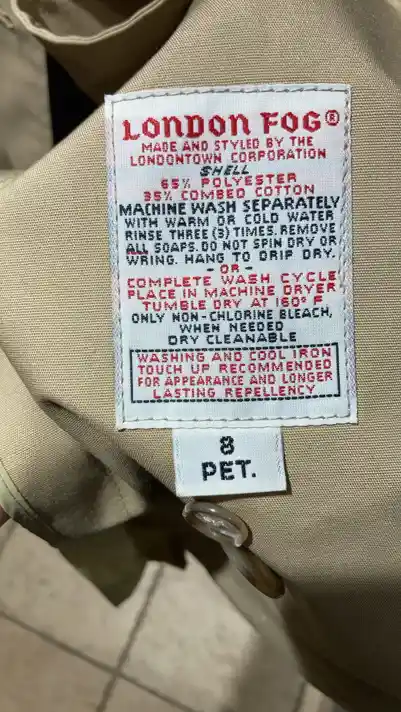 LONDON FOG®
MADE AND STYLED BY THE
LONDONTOWN CORPORATION
SHELL
65% POLYESTER
35% COMBED COTTON
MACHINE WASH SEPARATELY
WITH WARM OR COLD WATER
RINSE THREE (3) TIMES. REMOVE
ALL SOAPS. DO NOT SPIN DRY OR
WRING. HANG TO DRIP DRY.
- OR -
COMPLETE WASH CYCLE
PLACE IN MACHINE DRYER
TUMBLE DRY AT 160° F
ONLY NON-CHLORINE BLEACH,
WHEN NEEDED
DRY CLEANABLE
WASHING AND COOL IRON
TOUCH UP RECOMMENDED
FOR APPEARANCE AND LONGER
LASTING REPELLENCY
8
PET.